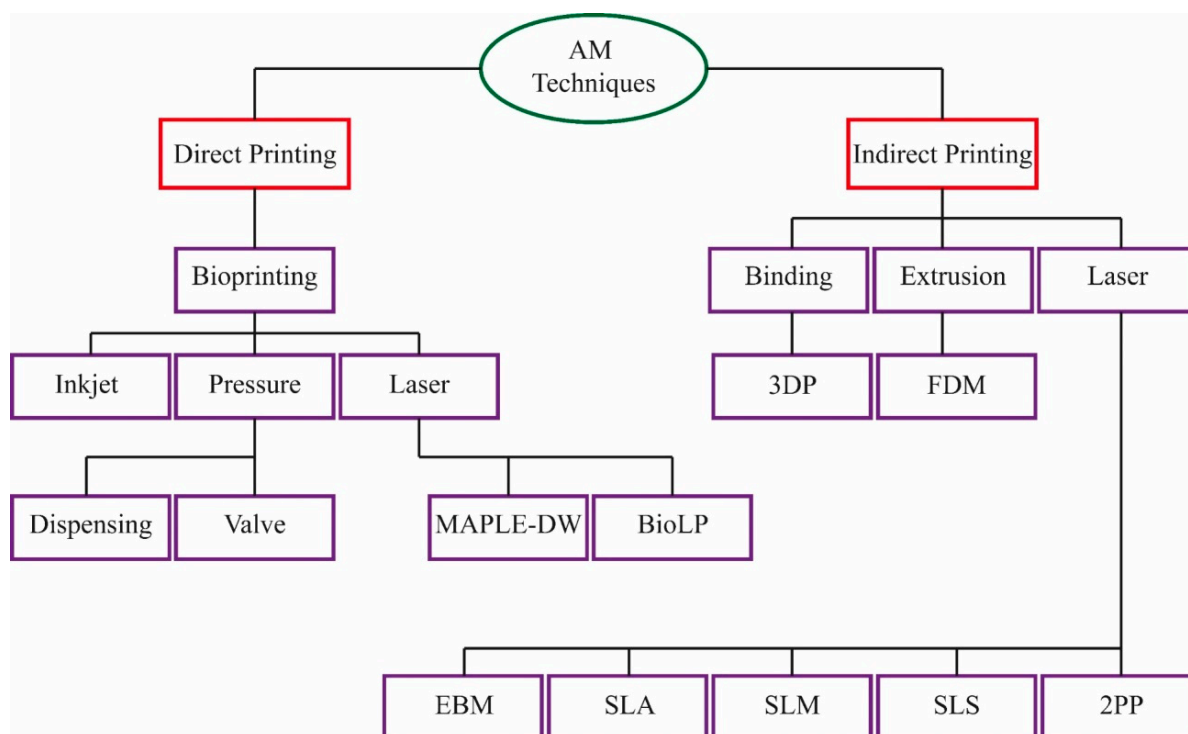 AM
Techniques
Direct Printing
Indirect Printing
Bioprinting
Binding
Extrusion
Laser
Inkjet
Pressure
Laser
3DP
FDM
Dispensing
Valve
MAPLE-DW
BioLP
EBM
SLA
SLM
SLS
2PP